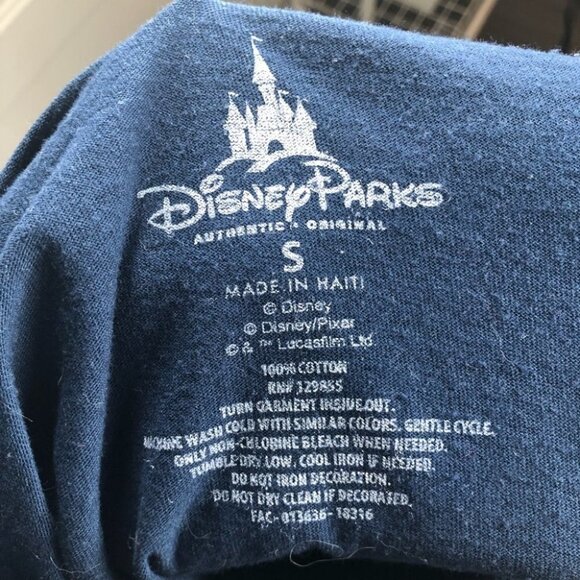 Disney Parks
AUTHENTIC • ORIGINAL
S
MADE IN HAITI
© Disney
© Disney/Pixar
© & ™ Lucasfilm Ltd
100% COTTON
RN# 129855
TURN GARMENT INSIDE OUT.
MACHINE WASH COLD WITH SIMILAR COLORS. GENTLE CYCLE.
ONLY NON-CHLORINE BLEACH WHEN NEEDED.
TUMBLE DRY LOW. COOL IRON IF NEEDED.
DO NOT IRON DECORATION.
DO NOT DRY CLEAN IF DECORATED.
FAC-013636-18316